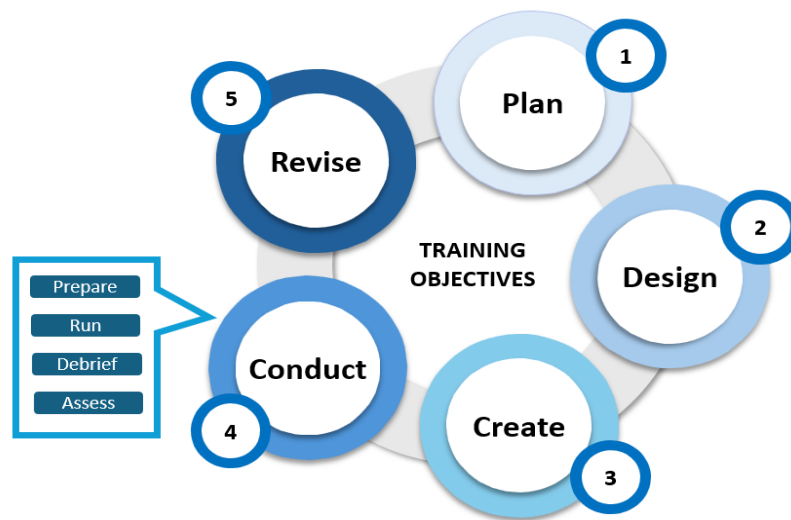 1
Plan
2
Design
3
Create
4
Conduct
Prepare
Run
Debrief
Assess
5
Revise
TRAINING
OBJECTIVES